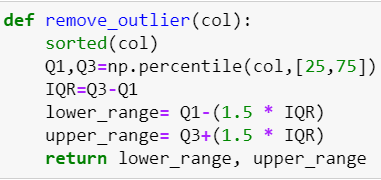 def remove_outlier(col):
    sorted(col)
    Q1,Q3=np.percentile(col,[25,75])
    IQR=Q3-Q1
    lower_range= Q1-(1.5 * IQR)
    upper_range= Q3+(1.5 * IQR)
    return lower_range, upper_range